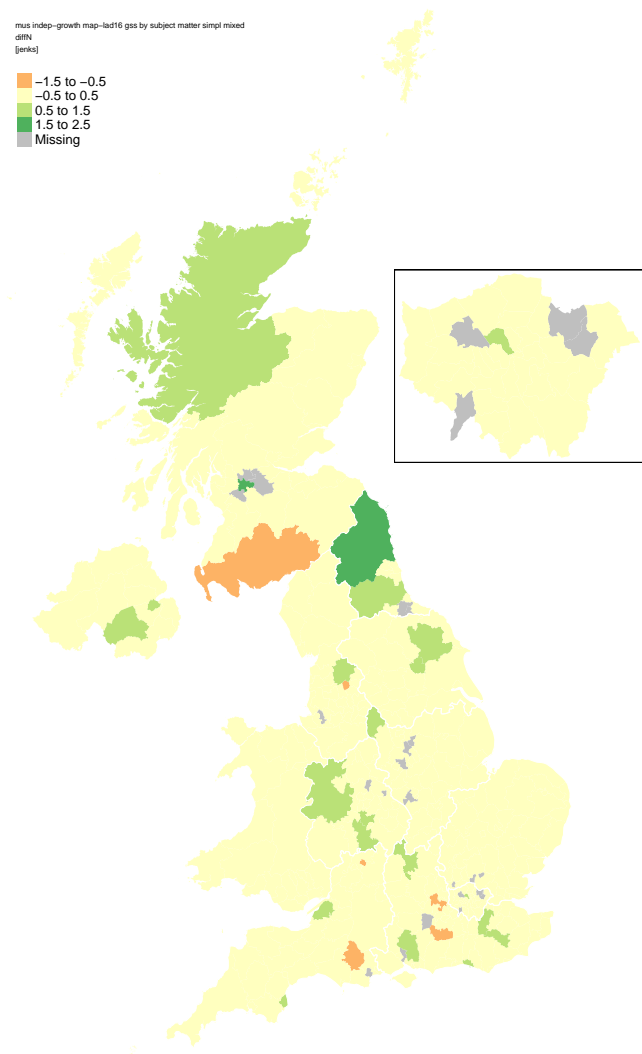 mus indep−growth map−lad16 gss by subject matter simpl mixed
diffN
[jenks]
−1.5 to −0.5
−0.5 to 0.5
0.5 to 1.5
1.5 to 2.5
Missing